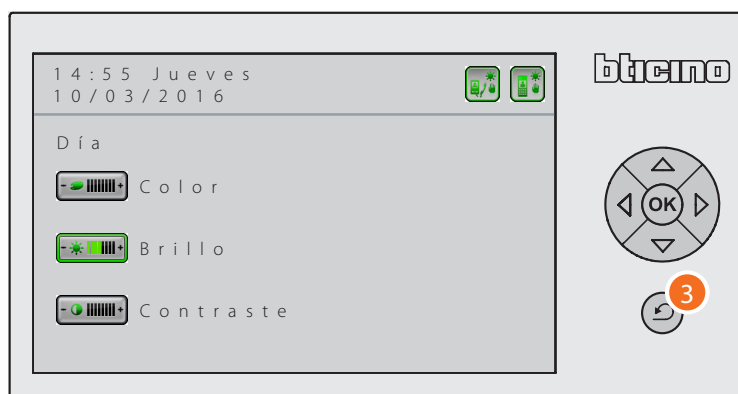 14:55 Jueves
10/03/2016
bticino
Día
- + Color
- + Brillo
- + Contraste
OK
3